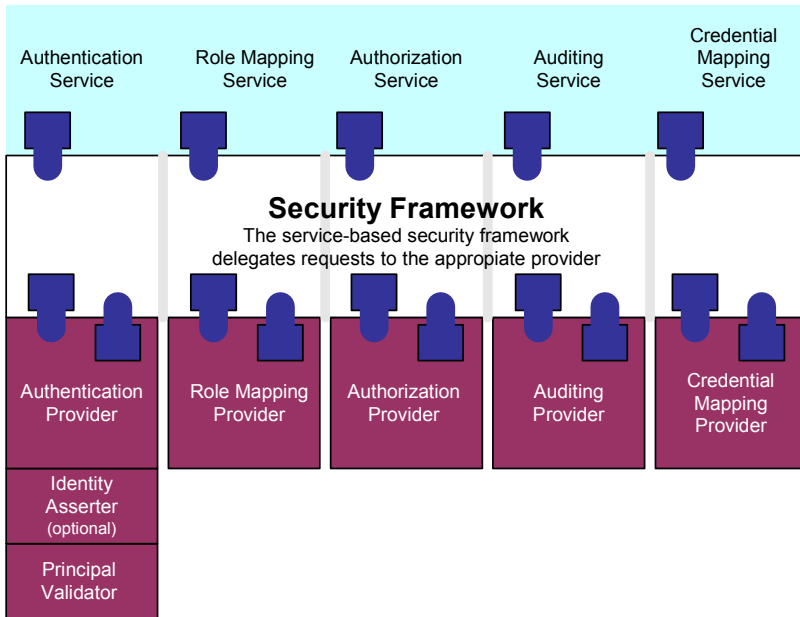 Authentication
Service
Role Mapping
Service
Authorization
Service
Auditing
Service
Credential
Mapping
Service
Security Framework
The service-based security framework
delegates requests to the appropiate provider
Authentication
Provider
Role Mapping
Provider
Authorization
Provider
Auditing
Provider
Credential
Mapping
Provider
Identity
Asserter
(optional)
Principal
Validator